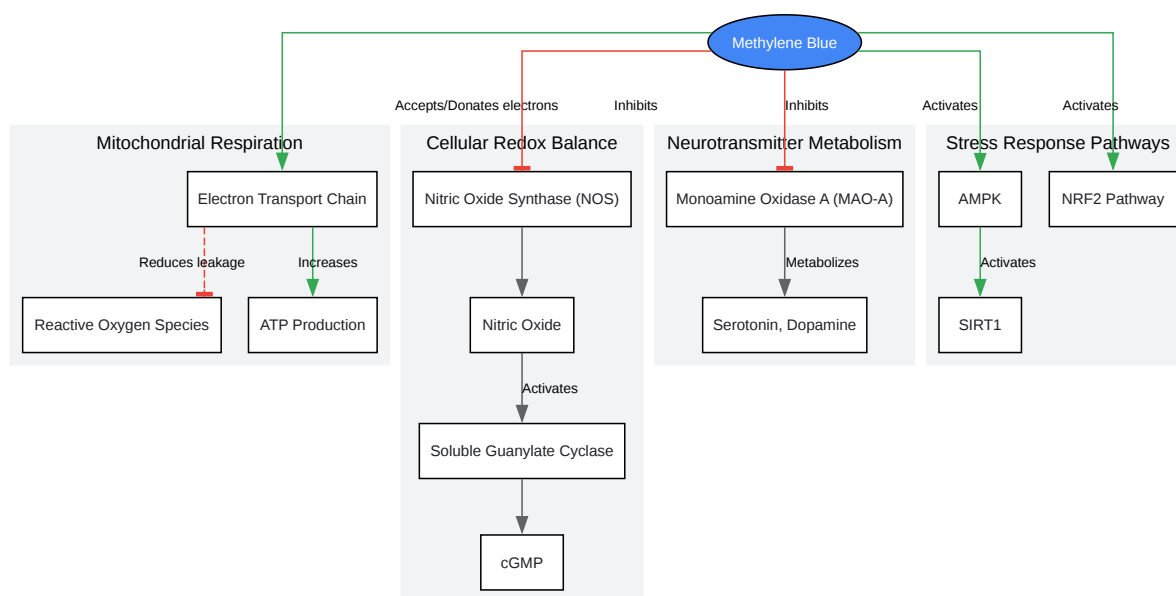 Methylene Blue
Accepts/Donates electrons
Inhibits
Inhibits
Activates
Activates
Mitochondrial Respiration
Cellular Redox Balance
Neurotransmitter Metabolism
Stress Response Pathways
Electron Transport Chain
Nitric Oxide Synthase (NOS)
Monoamine Oxidase A (MAO-A)
AMPK
NRF2 Pathway
Reduces leakage
Increases
Metabolizes
Activates
Reactive Oxygen Species
ATP Production
Nitric Oxide
Serotonin, Dopamine
SIRT1
Activates
Soluble Guanylate Cyclase
cGMP